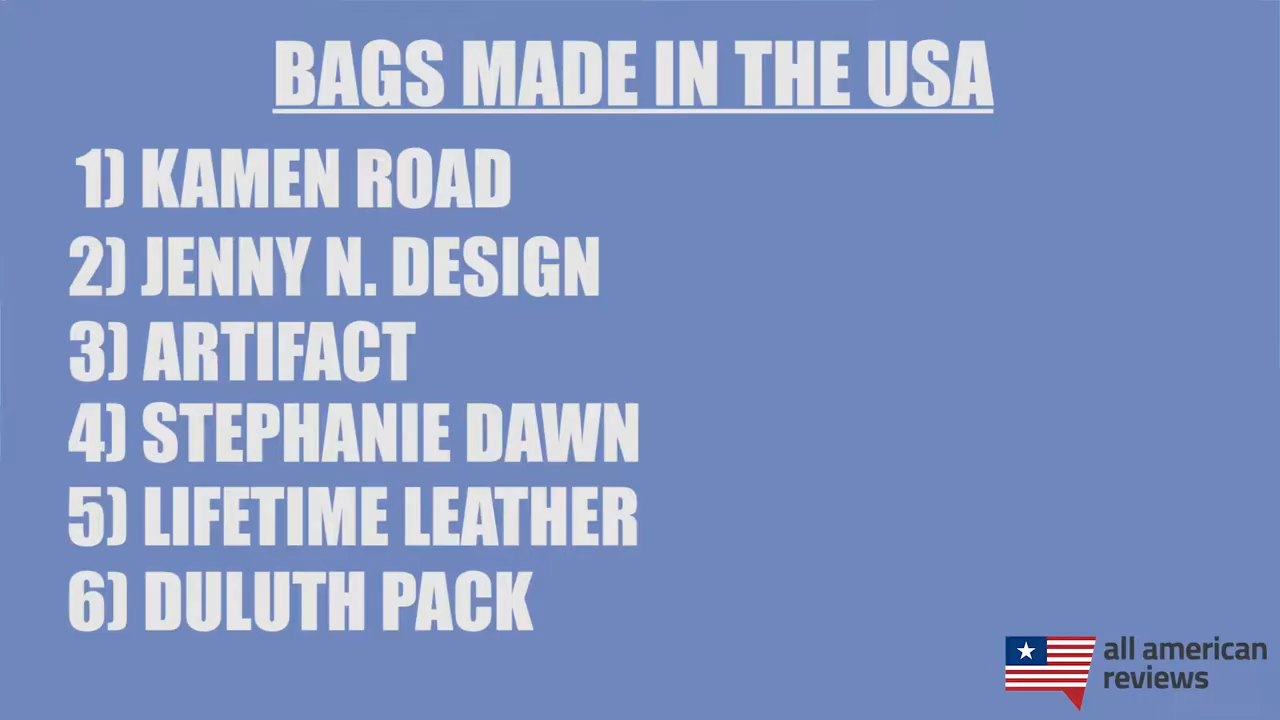 BAGS MADE IN THE USA
1) KAMEN ROAD
2) JENNY N. DESIGN
3) ARTIFACT
4) STEPHANIE DAWN
5) LIFETIME LEATHER
6) DULUTH PACK
all american
reviews